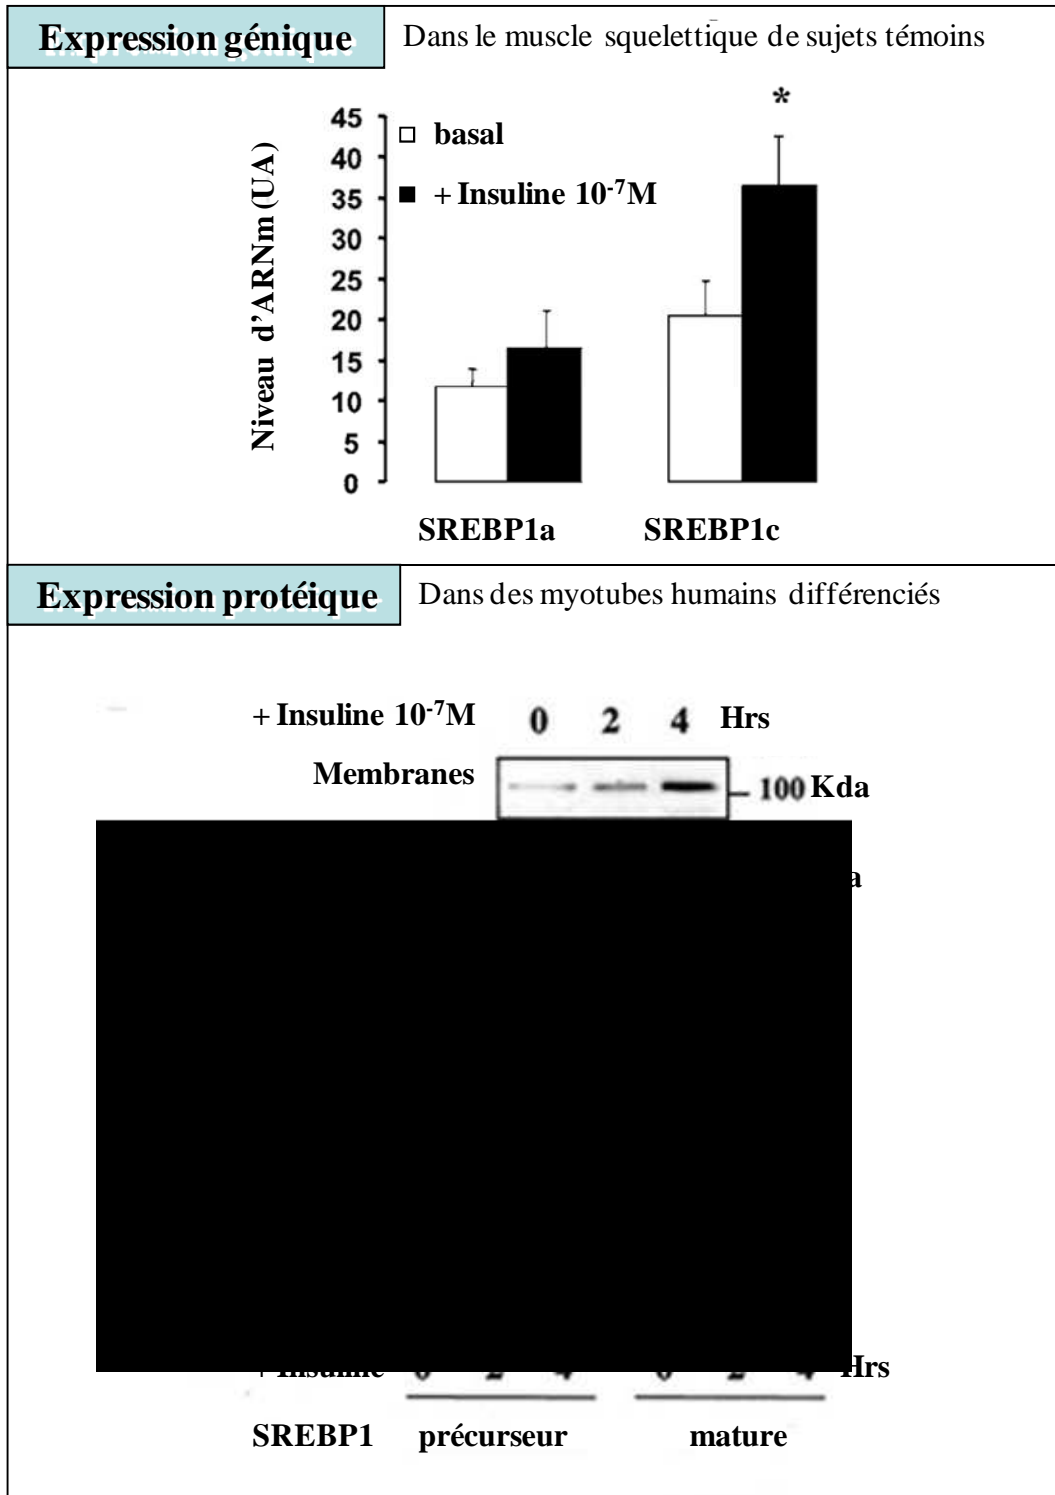 Expression génique
Dans le muscle squelettique de sujets témoins
*
Niveau d'ARNm (UA)
45
40
35
30
25
20
15
10
5
0
basal
+ Insuline 10-7M
SREBP1a SREBP1c
Expression protéique
Dans des myotubes humains différenciés
+ Insuline 10-7M 0 2 4 Hrs
Membranes 100 Kda
a
Hrs
SREBP1 précurseur mature